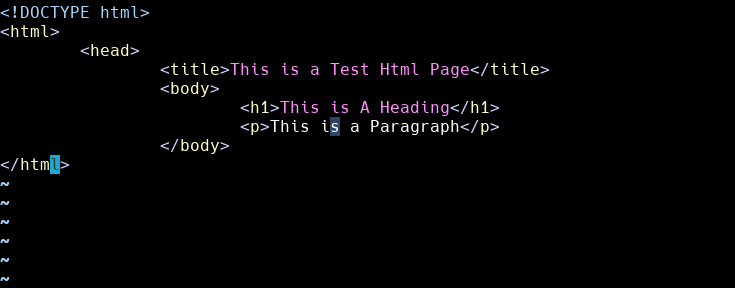 <!DOCTYPE html>
<html>
        <head>
                <title>This is a Test Html Page</title>
                <body>
                        <h1>This is A Heading</h1>
                        <p>This is a Paragraph</p>
                </body>
</html>
~
~
~
~
~
~